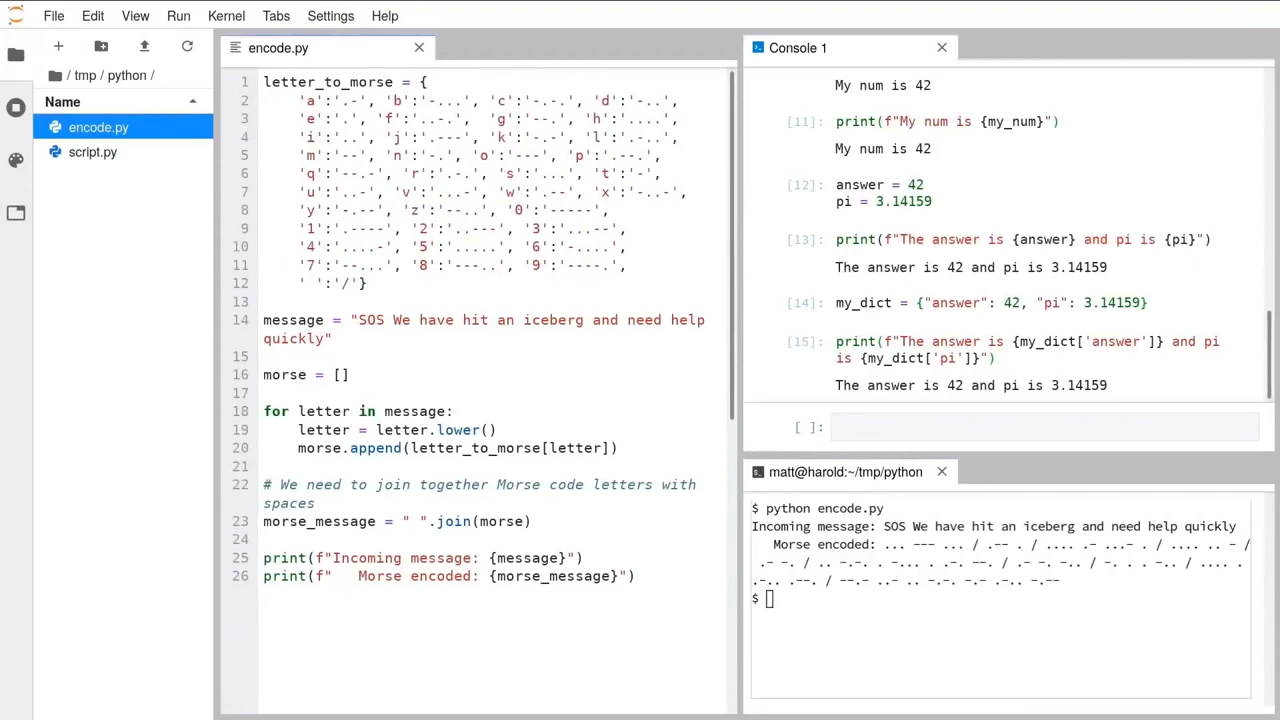 File Edit View Run Kernel Tabs Settings Help
/ tmp / python /
Name
encode.py
script.py
encode.py
1 letter_to_morse = {
2     'a':'.-', 'b':'-...', 'c':'-.-.', 'd':'-..',
3     'e':'.', 'f':'..-.', 'g':'--.', 'h':'....',
4     'i':'..', 'j':'.---', 'k':'-.-', 'l':'.-..',
5     'm':'--', 'n':'-.', 'o':'---', 'p':'.--.',
6     'q':'--.-', 'r':'.-.', 's':'...', 't':'-',
7     'u':'..-', 'v':'...-', 'w':'.--', 'x':'-..-',
8     'y':'-.--', 'z':'--..', '0':'-----',
9     '1':'.----', '2':'..---', '3':'...--',
10     '4':'....-', '5':'.....', '6':'-....',
11     '7':'--...', '8':'---..', '9':'----.',
12     ' ':'/'}
13
14 message = "SOS We have hit an iceberg and need help
quickly"
15
16 morse = []
17
18 for letter in message:
19     letter = letter.lower()
20     morse.append(letter_to_morse[letter])
21
22 # We need to join together Morse code letters with
spaces
23 morse_message = " ".join(morse)
24
25 print(f"Incoming message: {message}")
26 print(f"   Morse encoded: {morse_message}")
Console 1
My num is 42
[11]: print(f"My num is {my_num}")
My num is 42
[12]: answer = 42
pi = 3.14159
[13]: print(f"The answer is {answer} and pi is {pi}")
The answer is 42 and pi is 3.14159
[14]: my_dict = {"answer": 42, "pi": 3.14159}
[15]: print(f"The answer is {my_dict['answer']} and pi
is {my_dict['pi']}")
The answer is 42 and pi is 3.14159
[ ]:
matt@harold:~/tmp/python
$ python encode.py
Incoming message: SOS We have hit an iceberg and need help quickly
   Morse encoded: ... --- ... / .-- . / .... .- ...- . / .... .. - /
 .- -. / .. -.-. . -... . .-. --. / .- -. -.. / -. . . -.. / .... .
.-.. .--. / --.- ..- .. -.-. -.- .-.. -.--
$